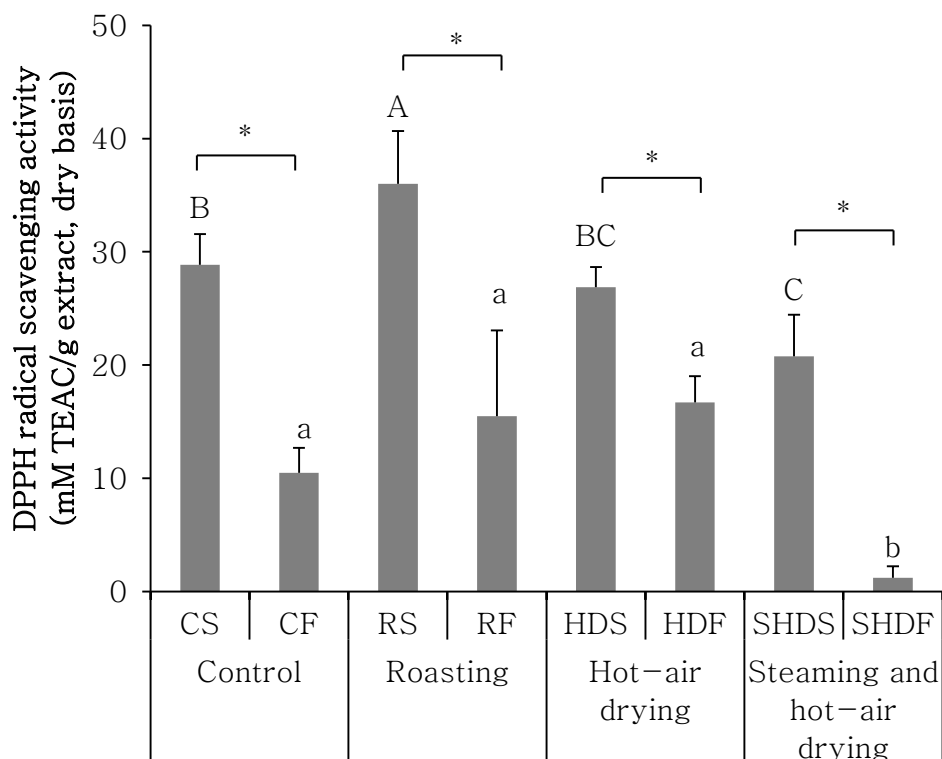 DPPH radical scavenging activity
(mM TEAC/g extract, dry basis)
50
40
30
20
10
0
*
*
*
*
B
a
A
a
BC
a
C
b
CS CF RS RF HDS HDF SHDS SHDF
Control Roasting Hot-air Steaming and
drying hot-air
drying